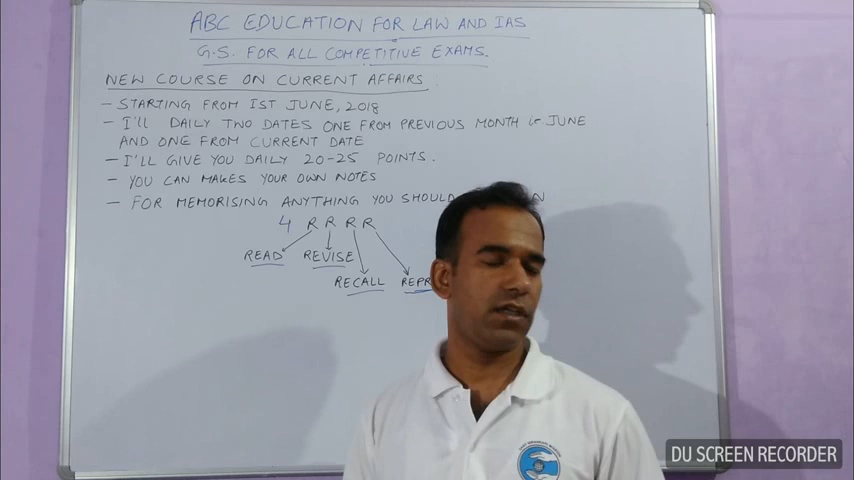 ABC EDUCATION FOR LAW AND IAS
G.S. FOR ALL COMPETITIVE EXAMS.
NEW COURSE ON CURRENT AFFAIRS :
- STARTING FROM IST JUNE, 2018
- I'LL DAILY TWO DATES ONE FROM PREVIOUS MONTH i.e JUNE
AND ONE FROM CURRENT DATE
- I'LL GIVE YOU DAILY 20-25 POINTS.
- YOU CAN MAKES YOUR OWN NOTES
- FOR MEMORISING ANYTHING YOU SHOULD
4 R R R R
READ REVISE
RECALL REPR
DU SCREEN RECORDER